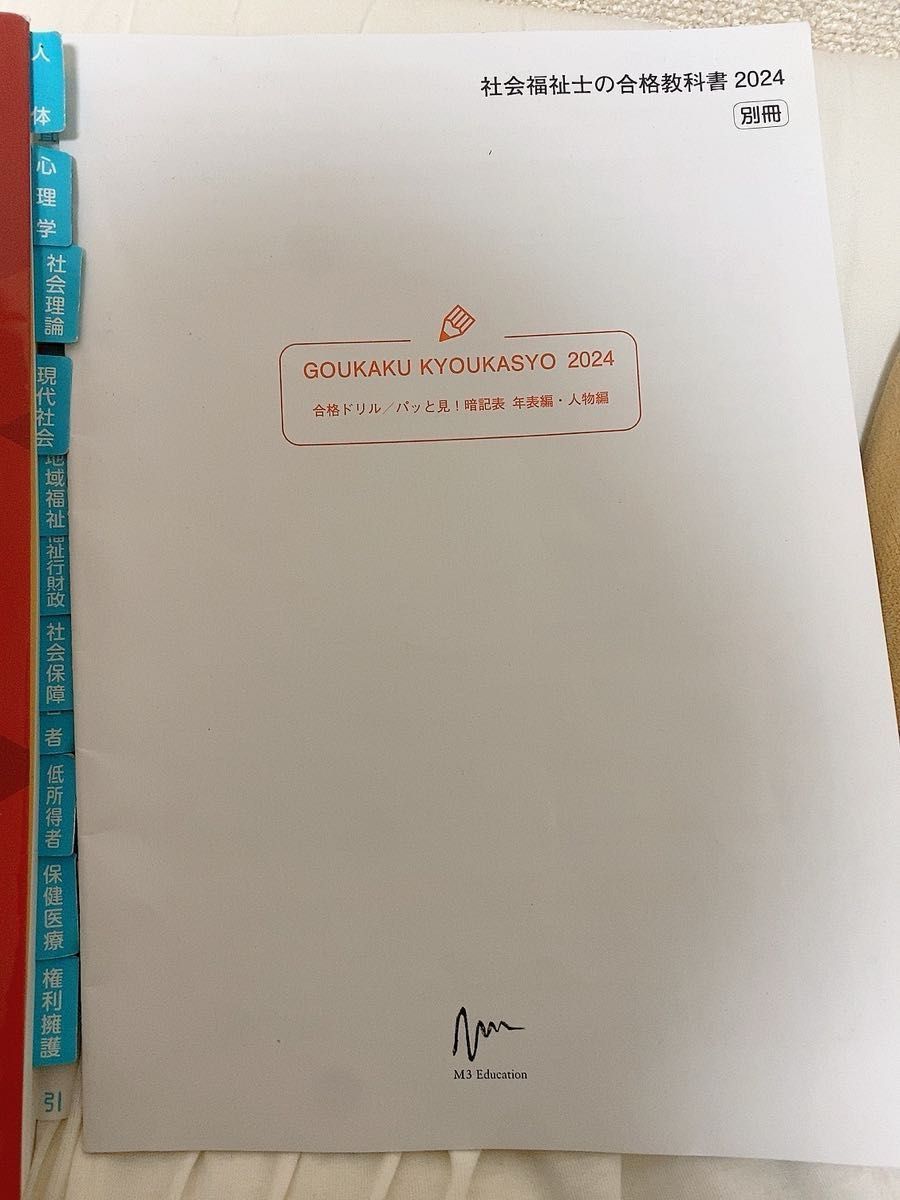 社会福祉士の合格教科書 2024
別冊
GOUKAKU KYOUKASYO 2024
合格ドリル／パッと見！暗記表 年表編・人物編
M3 Education
人体
心理学
社会理論
現代社会
地域福祉
福祉行財政
社会保障
者
低所得者
保健医療
権利擁護
引